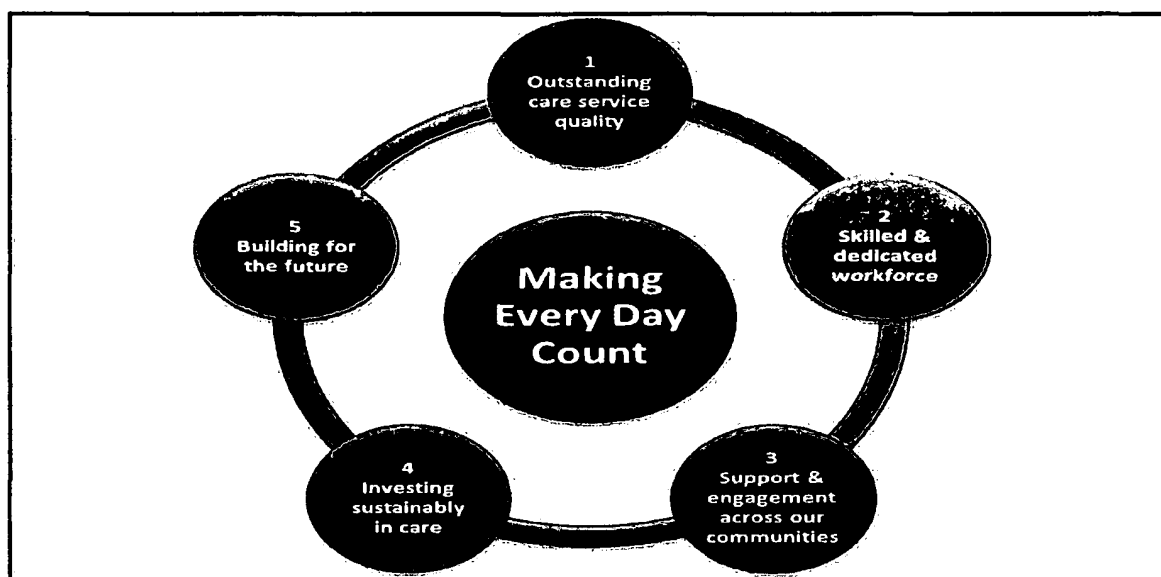 1
Outstanding
care service
quality
2
Skilled &
dedicated
workforce
3
Support &
engagement
across our
communities
4
Investing
sustainably
in care
5
Building for
the future
Making
Every Day
Count